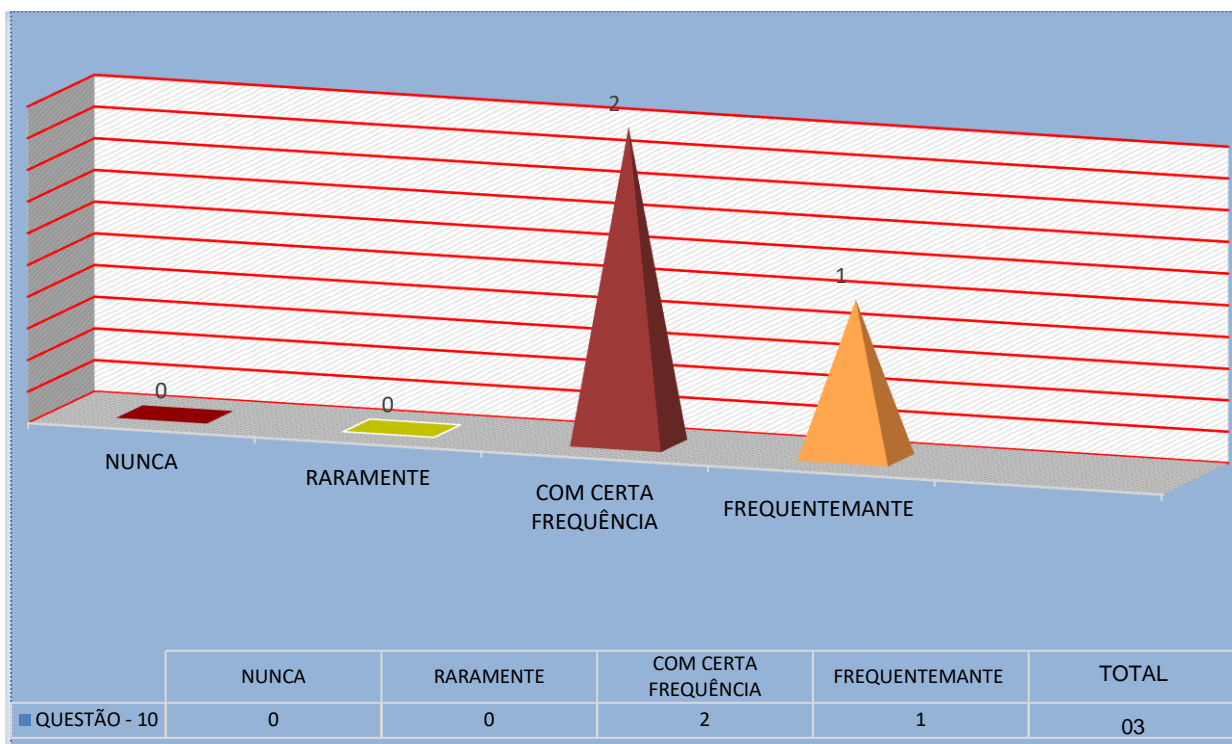 2
1
0
0
NUNCA
RARAMENTE
COM CERTA
FREQUÊNCIA
FREQUENTEMANTE
NUNCA
RARAMENTE
COM CERTA
FREQUÊNCIA
FREQUENTEMANTE
TOTAL
QUESTÃO - 10
0
0
2
1
03